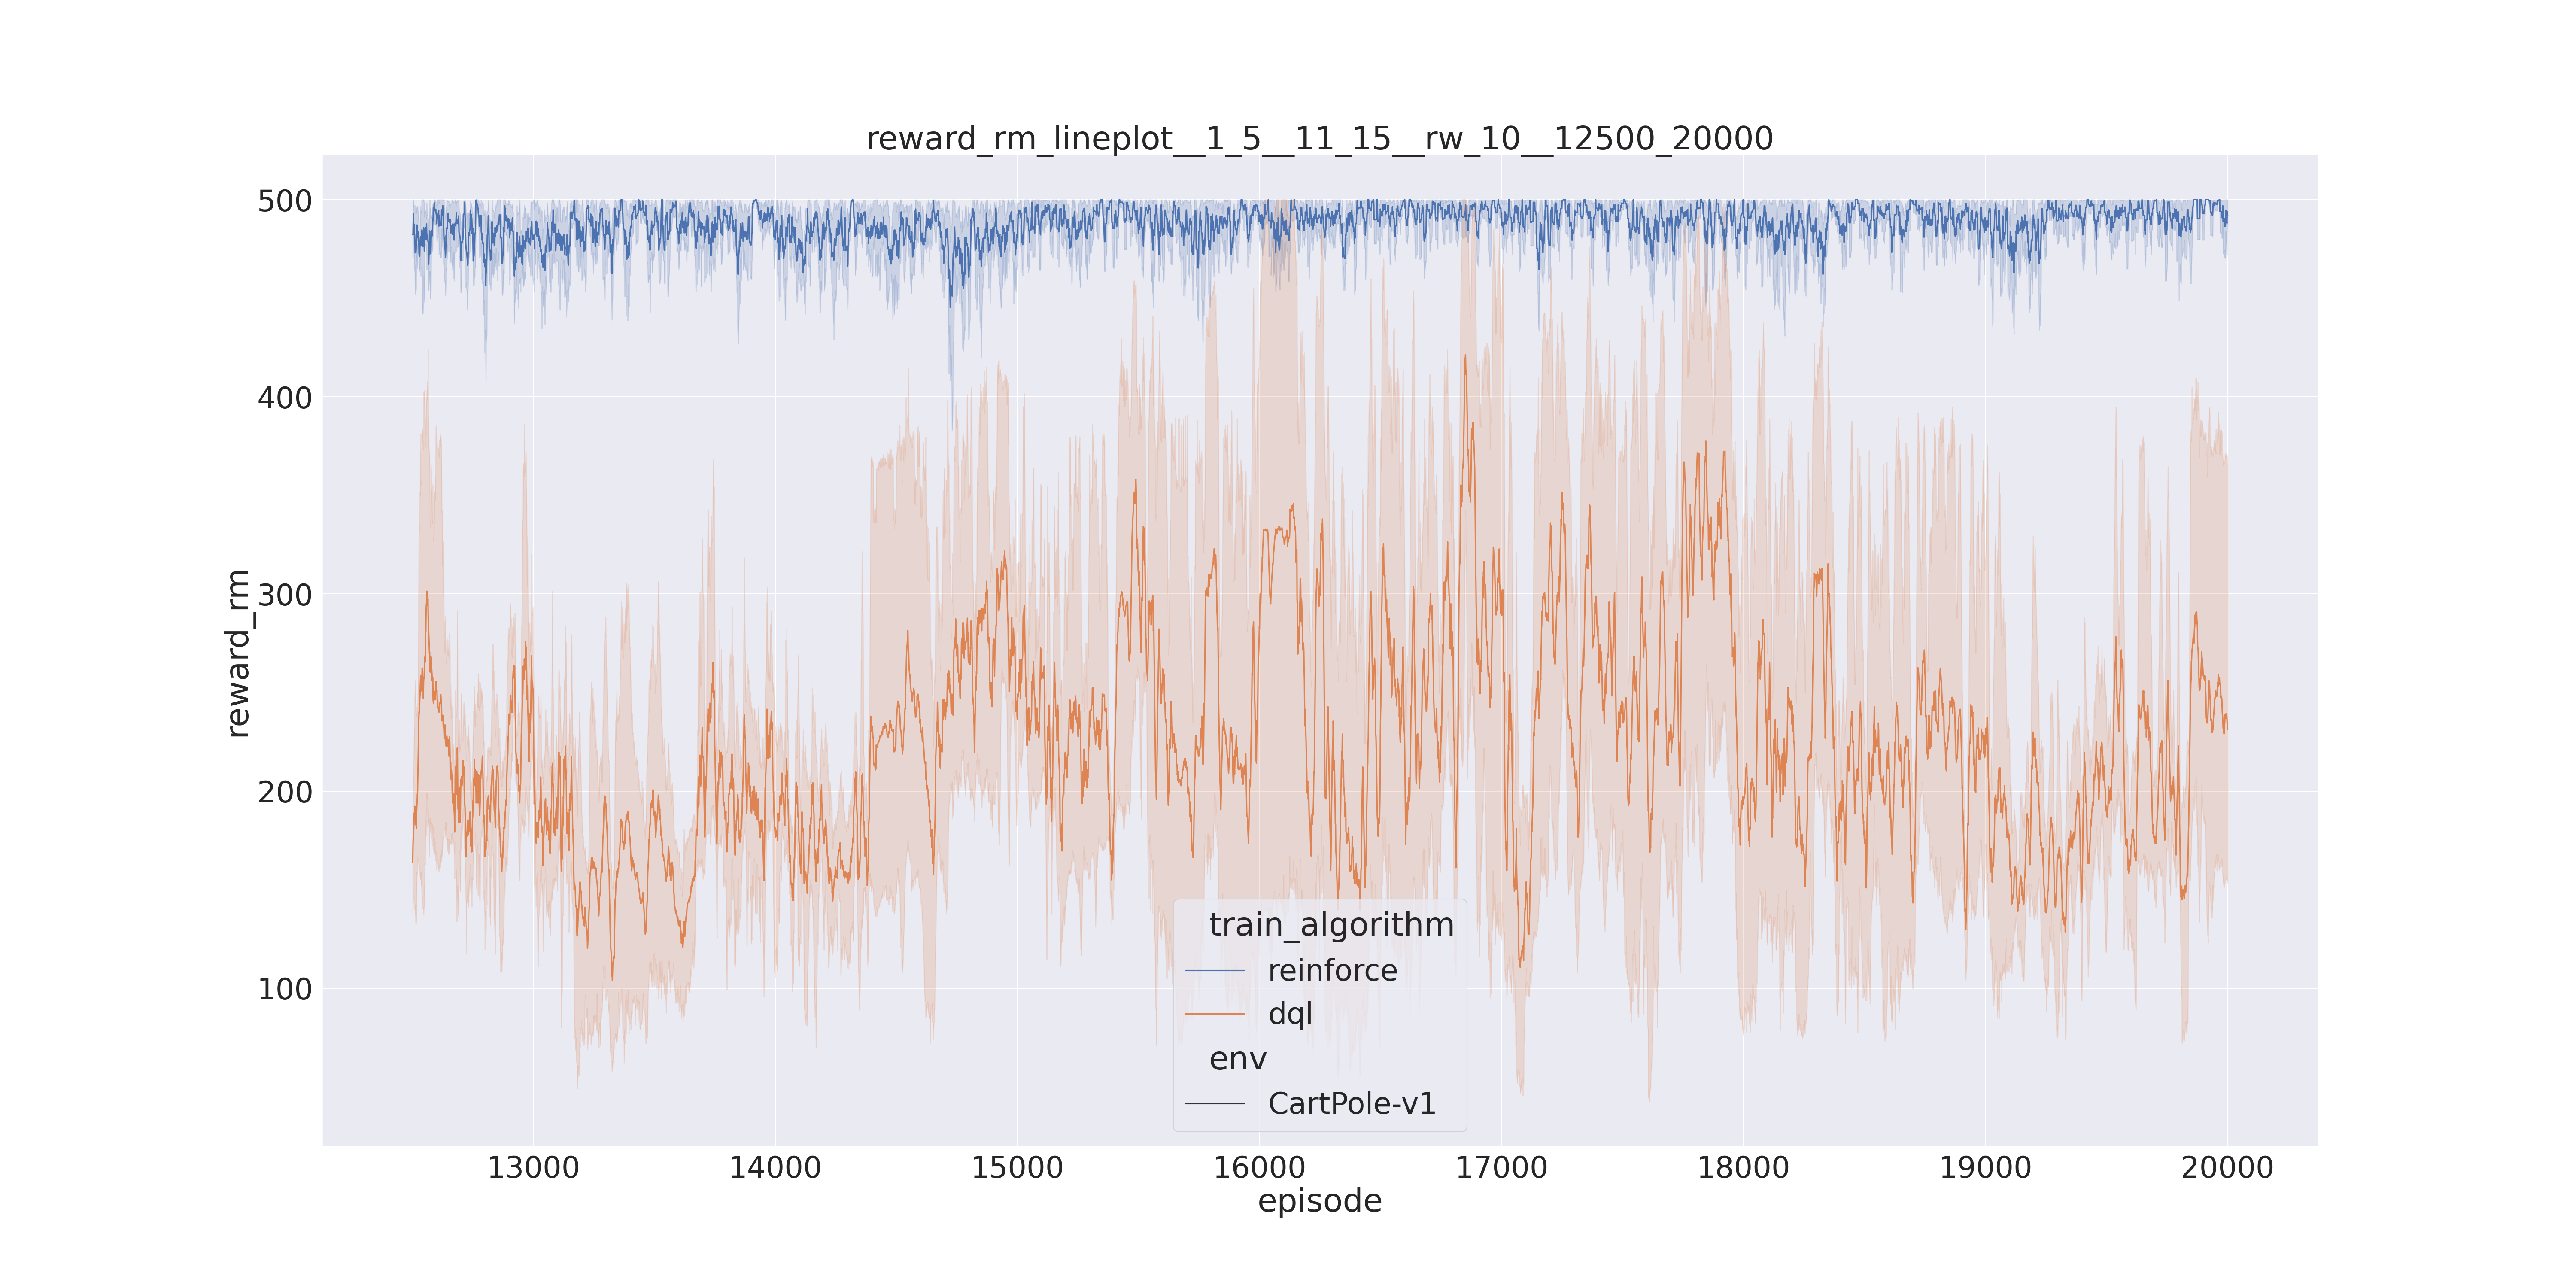 reward_rm_lineplot__1_5__11_15__rw_10__12500_20000
500
400
300
200
100
reward_rm
train_algorithm
reinforce
dql
env
CartPole-v1
13000 14000 15000 16000 17000 18000 19000 20000
episode